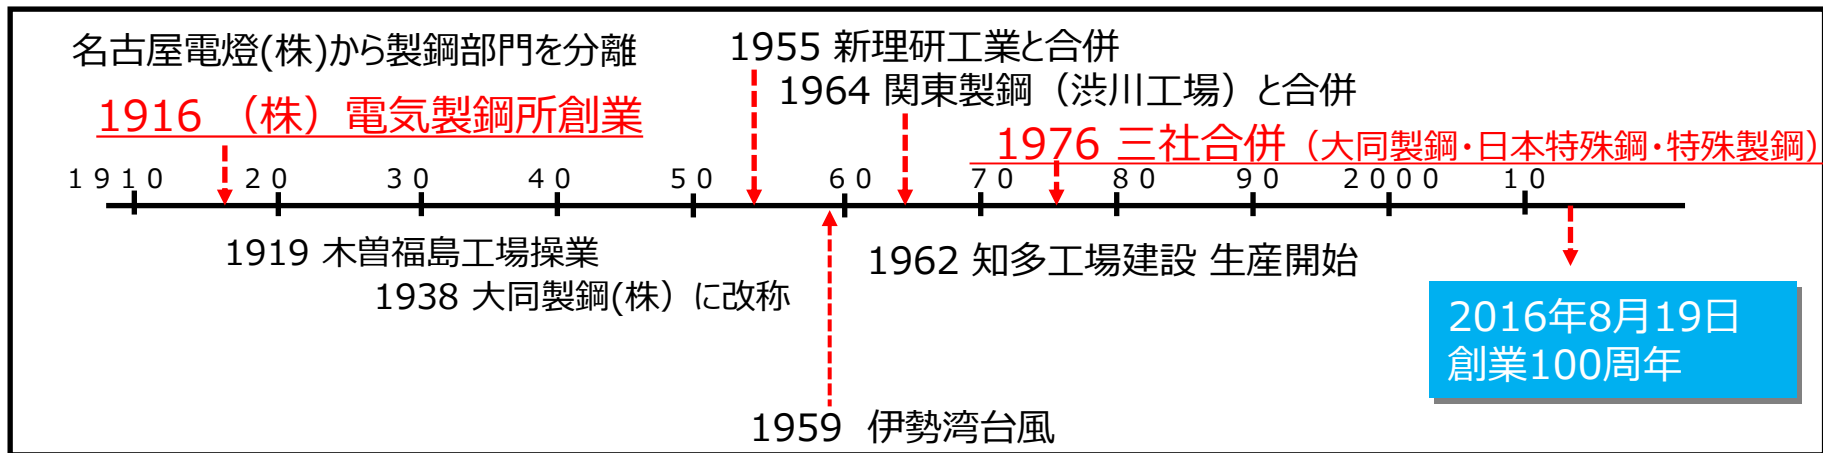 名古屋電燈(株)から製鋼部門を分離
1916 （株）電気製鋼所創業
1955 新理研工業と合併
1964 関東製鋼（渋川工場）と合併
1976 三社合併（大同製鋼・日本特殊鋼・特殊製鋼）
1910 20 30 40 50 60 70 80 90 2000 10
1919 木曽福島工場操業
1938 大同製鋼(株）に改称
1962 知多工場建設 生産開始
1959 伊勢湾台風
2016年8月19日
創業100周年